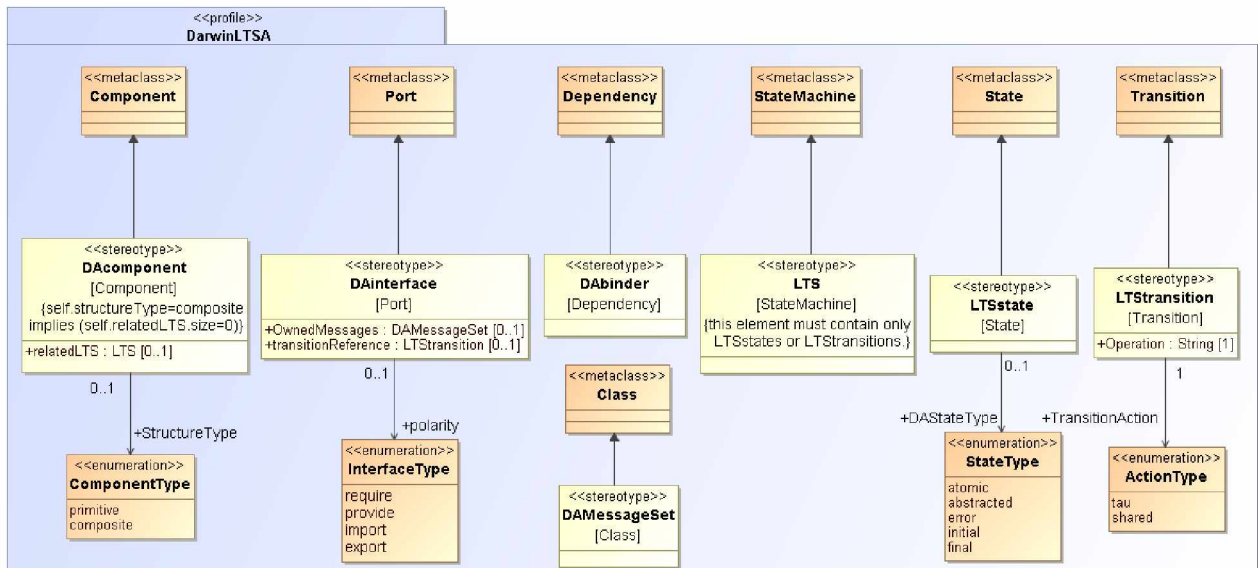 <<profile>>
DarwinLTSA
<<metaclass>>
Component
<<metaclass>>
Port
<<metaclass>>
Dependency
<<metaclass>>
StateMachine
<<metaclass>>
State
<<metaclass>>
Transition
<<stereotype>>
DAcomponent
[Component]
{self.structureType=composite
implies (self.relatedLTS.size=0)}
+relatedLTS : LTS [0..1]
0..1
+StructureType
<<enumeration>>
ComponentType
primitive
composite
<<stereotype>>
DAinterface
[Port]
+OwnedMessages : DAMessageSet [0..1]
+transitionReference : LTStransition [0..1]
0..1
+polarity
<<enumeration>>
InterfaceType
require
provide
import
export
<<stereotype>>
DAbinder
[Dependency]
<<metaclass>>
Class
<<stereotype>>
DAMessageSet
[Class]
<<stereotype>>
LTS
[StateMachine]
{this element must contain only
LTSstates or LTStransitions.}
<<stereotype>>
LTSstate
[State]
0..1
+DAStateType
<<enumeration>>
StateType
atomic
abstracted
error
initial
final
<<stereotype>>
LTStransition
[Transition]
+Operation : String [1]
1
+TransitionAction
<<enumeration>>
ActionType
tau
shared